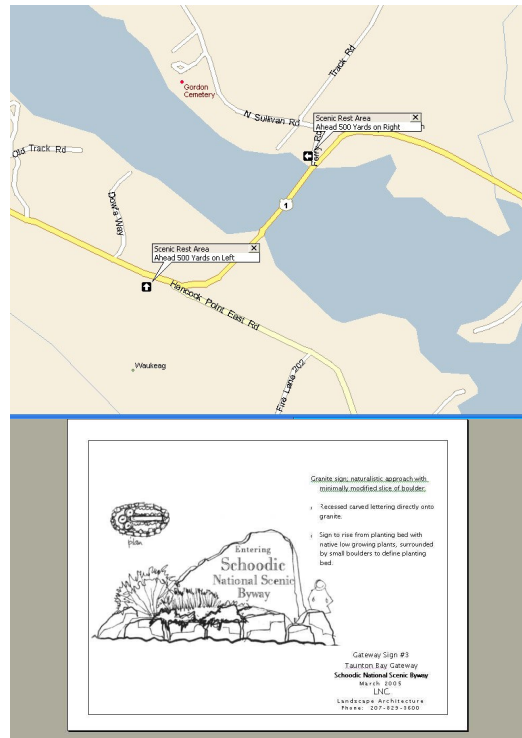 Track Rd
Gordon
Cemetery
N Sullivan Rd
Scenic Rest Area
Ahead 500 Yards on Right
Ferry Rd
Old Track Rd
Dow's Way
1
Scenic Rest Area
Ahead 500 Yards on Left
Hancock Point East Rd
Waukeag
Fire Lane 202
Granite sign; naturalistic approach with
minimally modified slice of boulder.
Recessed carved lettering directly onto
granite.
Sign to rise from planting bed with
native low growing plants, surrounded
by small boulders to define planting
bed.
plan
Entering
Schoodic
National Scenic
Byway
Gateway Sign #3
Taunton Bay Gateway
Schoodic National Scenic Byway
March 2005
LNC.
Landscape Architecture
Phone: 207-829-3600